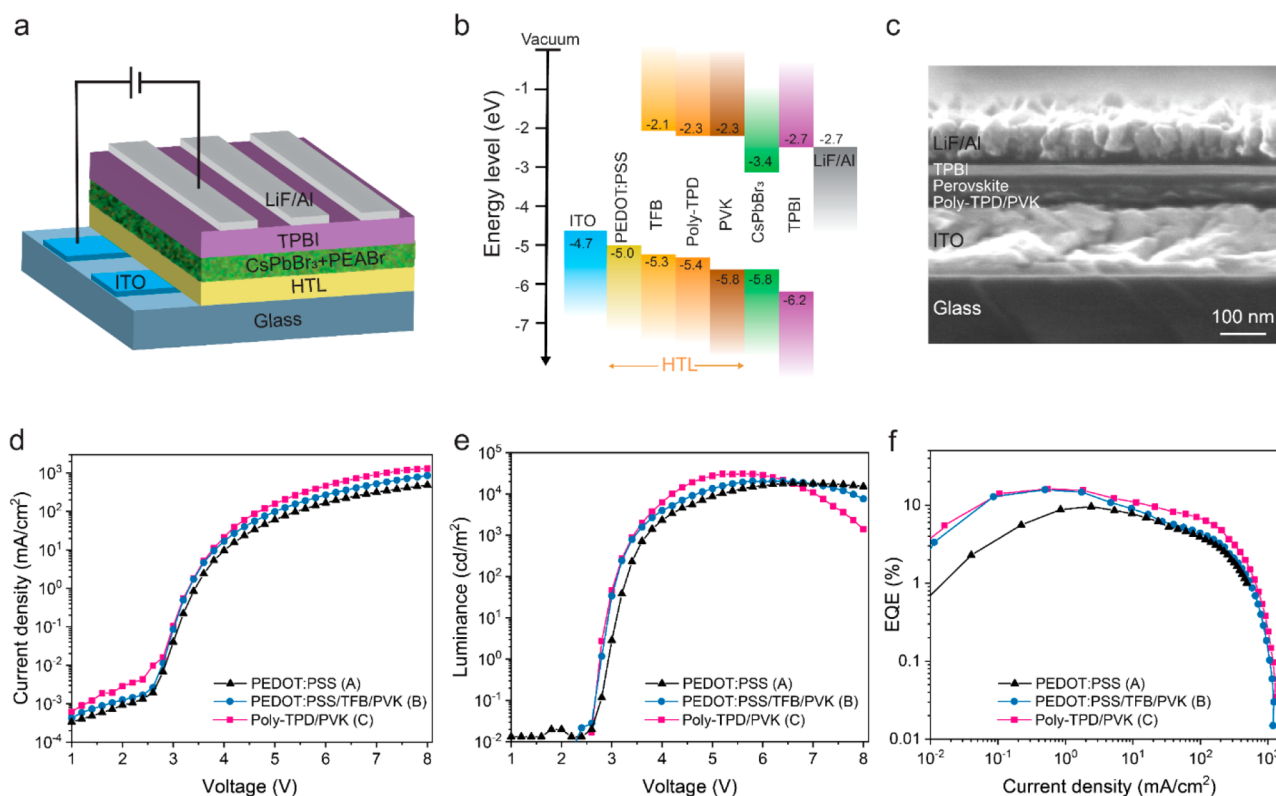 a
LiF/Al
TPBI
CsPbBr₃+PEABr
ITO
HTL
Glass
b
Vacuum
Energy level (eV)
-1
-2
-3
-4
-5
-6
-7
ITO
-4.7
PEDOT:PSS
-5.0
TFB
-2.1
-5.3
Poly-TPD
-2.3
-5.4
PVK
-2.3
-5.8
CsPbBr₃
-3.4
-5.8
TPBI
-2.7
-6.2
-2.7
LiF/Al
HTL
c
LiF/Al
TPBI
Perovskite
Poly-TPD/PVK
ITO
Glass
100 nm
d
Current density (mA/cm²)
10³
10²
10¹
10⁰
10⁻¹
10⁻²
10⁻³
10⁻⁴
PEDOT:PSS (A)
PEDOT:PSS/TFB/PVK (B)
Poly-TPD/PVK (C)
1 2 3 4 5 6 7 8
Voltage (V)
e
Luminance (cd/m²)
10⁵
10⁴
10³
10²
10¹
10⁰
10⁻¹
10⁻²
PEDOT:PSS (A)
PEDOT:PSS/TFB/PVK (B)
Poly-TPD/PVK (C)
1 2 3 4 5 6 7 8
Voltage (V)
f
EQE (%)
10
1
0.1
0.01
PEDOT:PSS (A)
PEDOT:PSS/TFB/PVK (B)
Poly-TPD/PVK (C)
10⁻² 10⁻¹ 10⁰ 10¹ 10² 10³
Current density (mA/cm²)